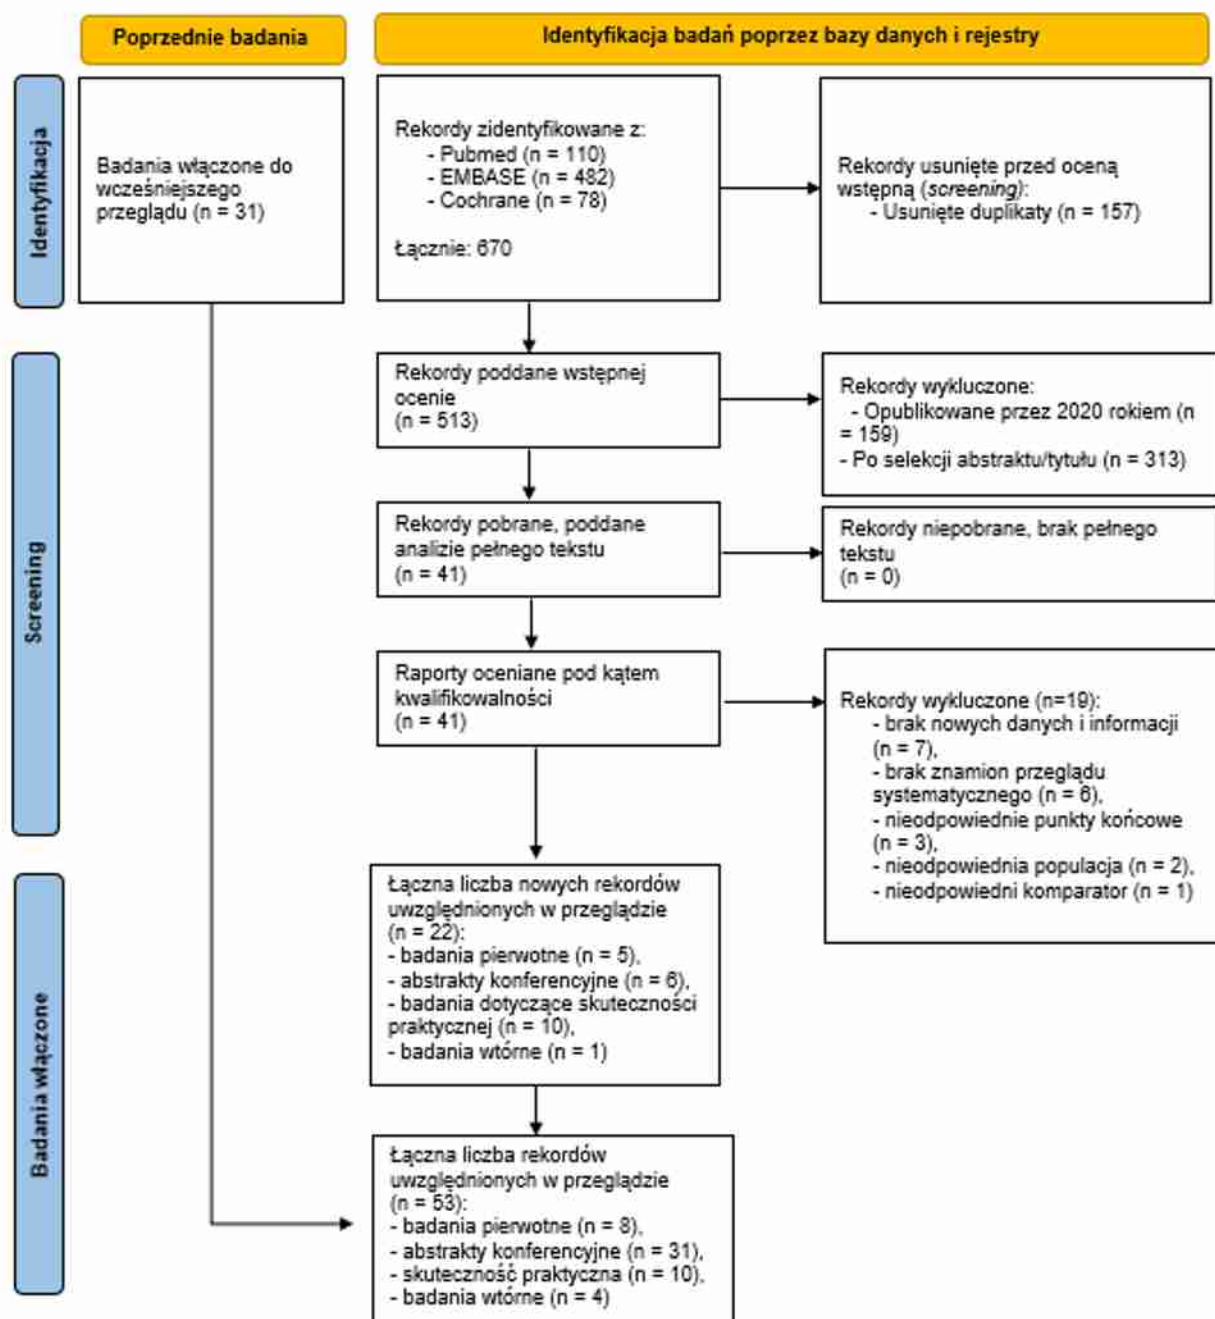 Poprzednie badania
Identyfikacja badań poprzez bazy danych i rejestry
Identyfikacja
Badania włączone do
wcześniejszego
przeglądu (n = 31)
Rekordy zidentyfikowane z:
- Pubmed (n = 110)
- EMBASE (n = 482)
- Cochrane (n = 78)
Łącznie: 670
Rekordy usunięte przed oceną
wstępną (screening):
- Usunięte duplikaty (n = 157)
Screening
Rekordy poddane wstępnej
ocenie
(n = 513)
Rekordy wykluczone:
- Opublikowane przez 2020 rokiem (n
= 159)
- Po selekcji abstraktu/tytułu (n = 313)
Rekordy pobrane, poddane
analizie pełnego tekstu
(n = 41)
Rekordy niepobrane, brak pełnego
tekstu
(n = 0)
Raporty oceniane pod kątem
kwalifikowalności
(n = 41)
Rekordy wykluczone (n=19):
- brak nowych danych i informacji
(n = 7),
- brak znamion przeglądu
systematycznego (n = 6),
- nieodpowiednie punkty końcowe
(n = 3),
- nieodpowiednia populacja (n = 2),
- nieodpowiedni komparator (n = 1)
Badania włączone
Łączna liczba nowych rekordów
uwzględnionych w przeglądzie
(n = 22):
- badania pierwotne (n = 5),
- abstrakty konferencyjne (n = 6),
- badania dotyczące skuteczności
praktycznej (n = 10),
- badania wtórne (n = 1)
Łączna liczba rekordów
uwzględnionych w przeglądzie
(n = 53):
- badania pierwotne (n = 8),
- abstrakty konferencyjne (n = 31),
- skuteczność praktyczna (n = 10),
- badania wtórne (n = 4)